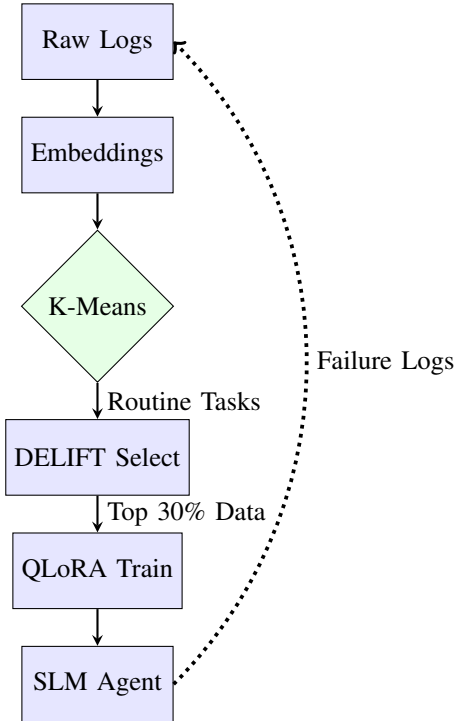 Raw Logs
Embeddings
K-Means
Failure Logs
Routine Tasks
DELIFT Select
Top 30% Data
QLoRA Train
SLM Agent